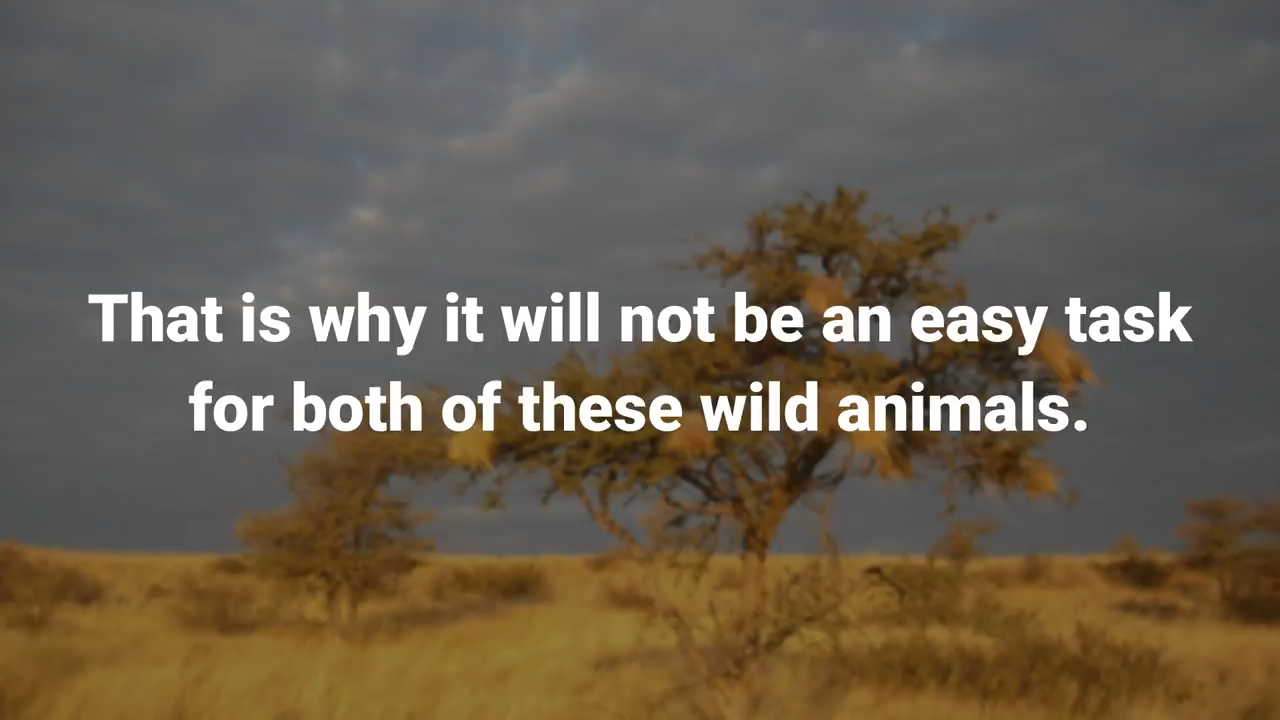 That is why it will not be an easy task
for both of these wild animals.